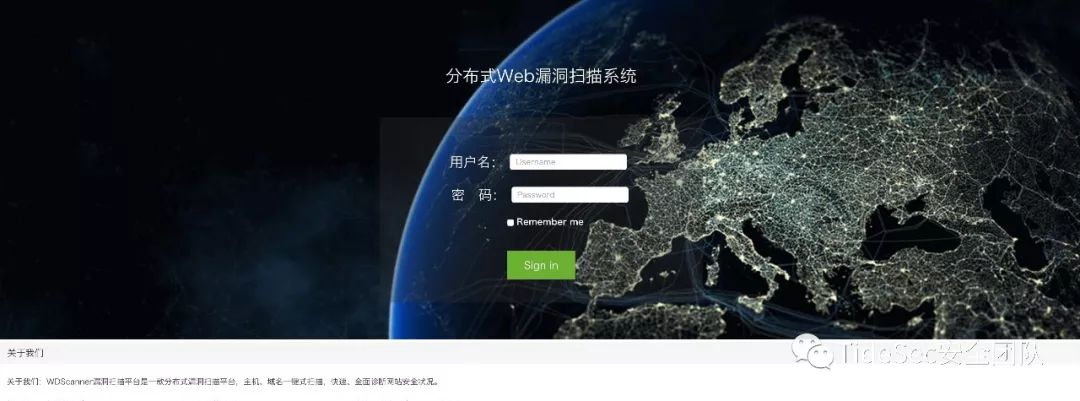 分布式Web漏洞扫描系统
用户名： Username
密 码： Password
Remember me
Sign in
关于我们
TideSec安全团队
关于我们：WDScanner漏洞扫描平台是一款分布式漏洞扫描平台，主机、域名一键式扫描，快速、全面诊断网站安全状况。